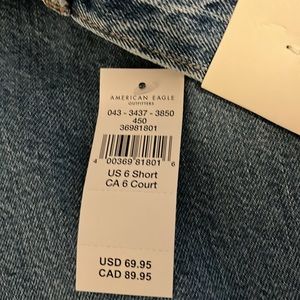 AMERICAN EAGLE
OUTFITTERS
043 - 3437 - 3850
450
36981801
4 00369 81801 6
US 6 Short
CA 6 Court
USD 69.95
CAD 89.95